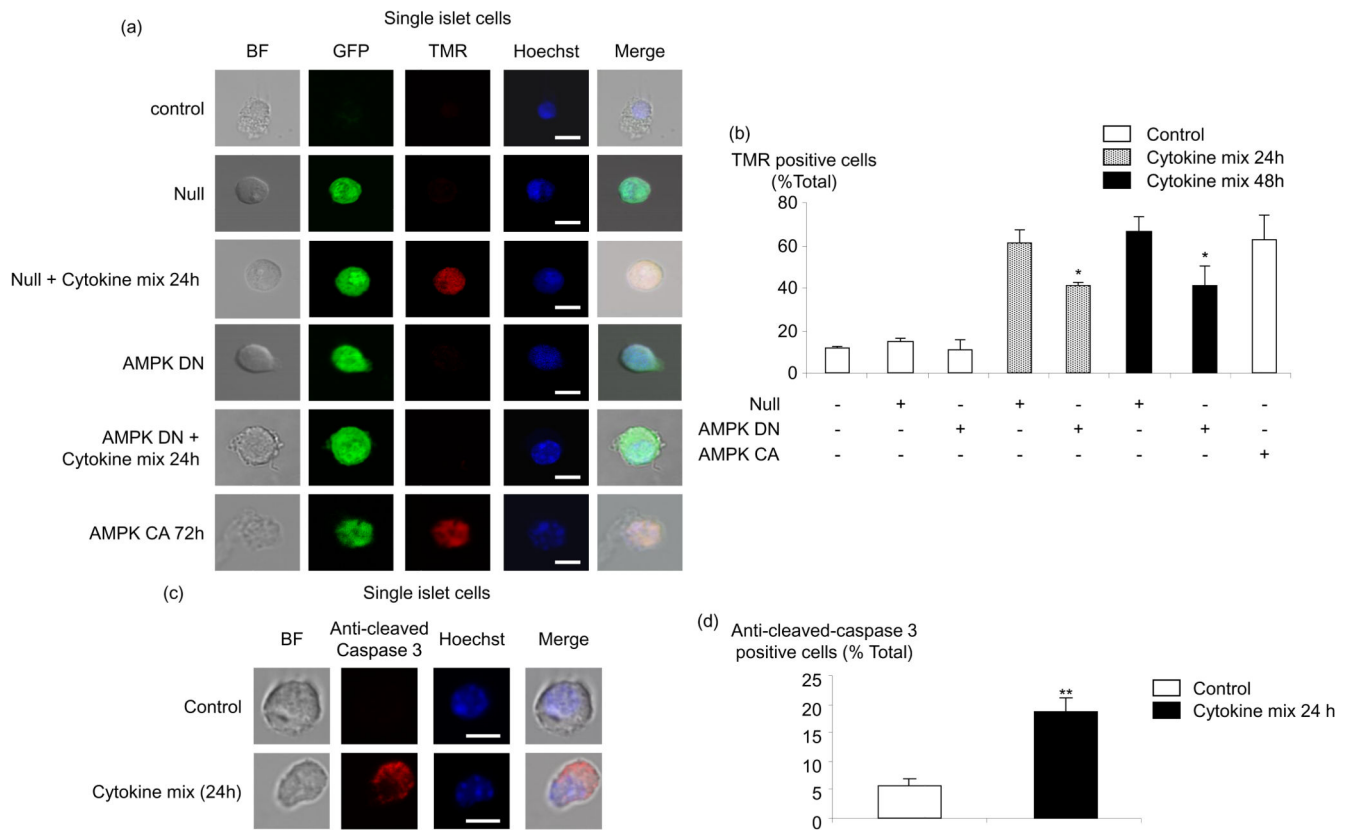 (a)
Single islet cells
BF GFP TMR Hoechst Merge
control
Null
Null + Cytokine mix 24h
AMPK DN
AMPK DN +
Cytokine mix 24h
AMPK CA 72h
(b)
TMR positive cells
(%Total)
Control
Cytokine mix 24h
Cytokine mix 48h
80
60
40
20
0
* *
Null - + - + - + - -
AMPK DN - - + - + - + -
AMPK CA - - - - - - - +
(c)
Single islet cells
BF Anti-cleaved Caspase 3 Hoechst Merge
Control
Cytokine mix (24h)
(d)
Anti-cleaved-caspase 3
positive cells (% Total)
25
20
15
10
5
0
**
Control
Cytokine mix 24 h